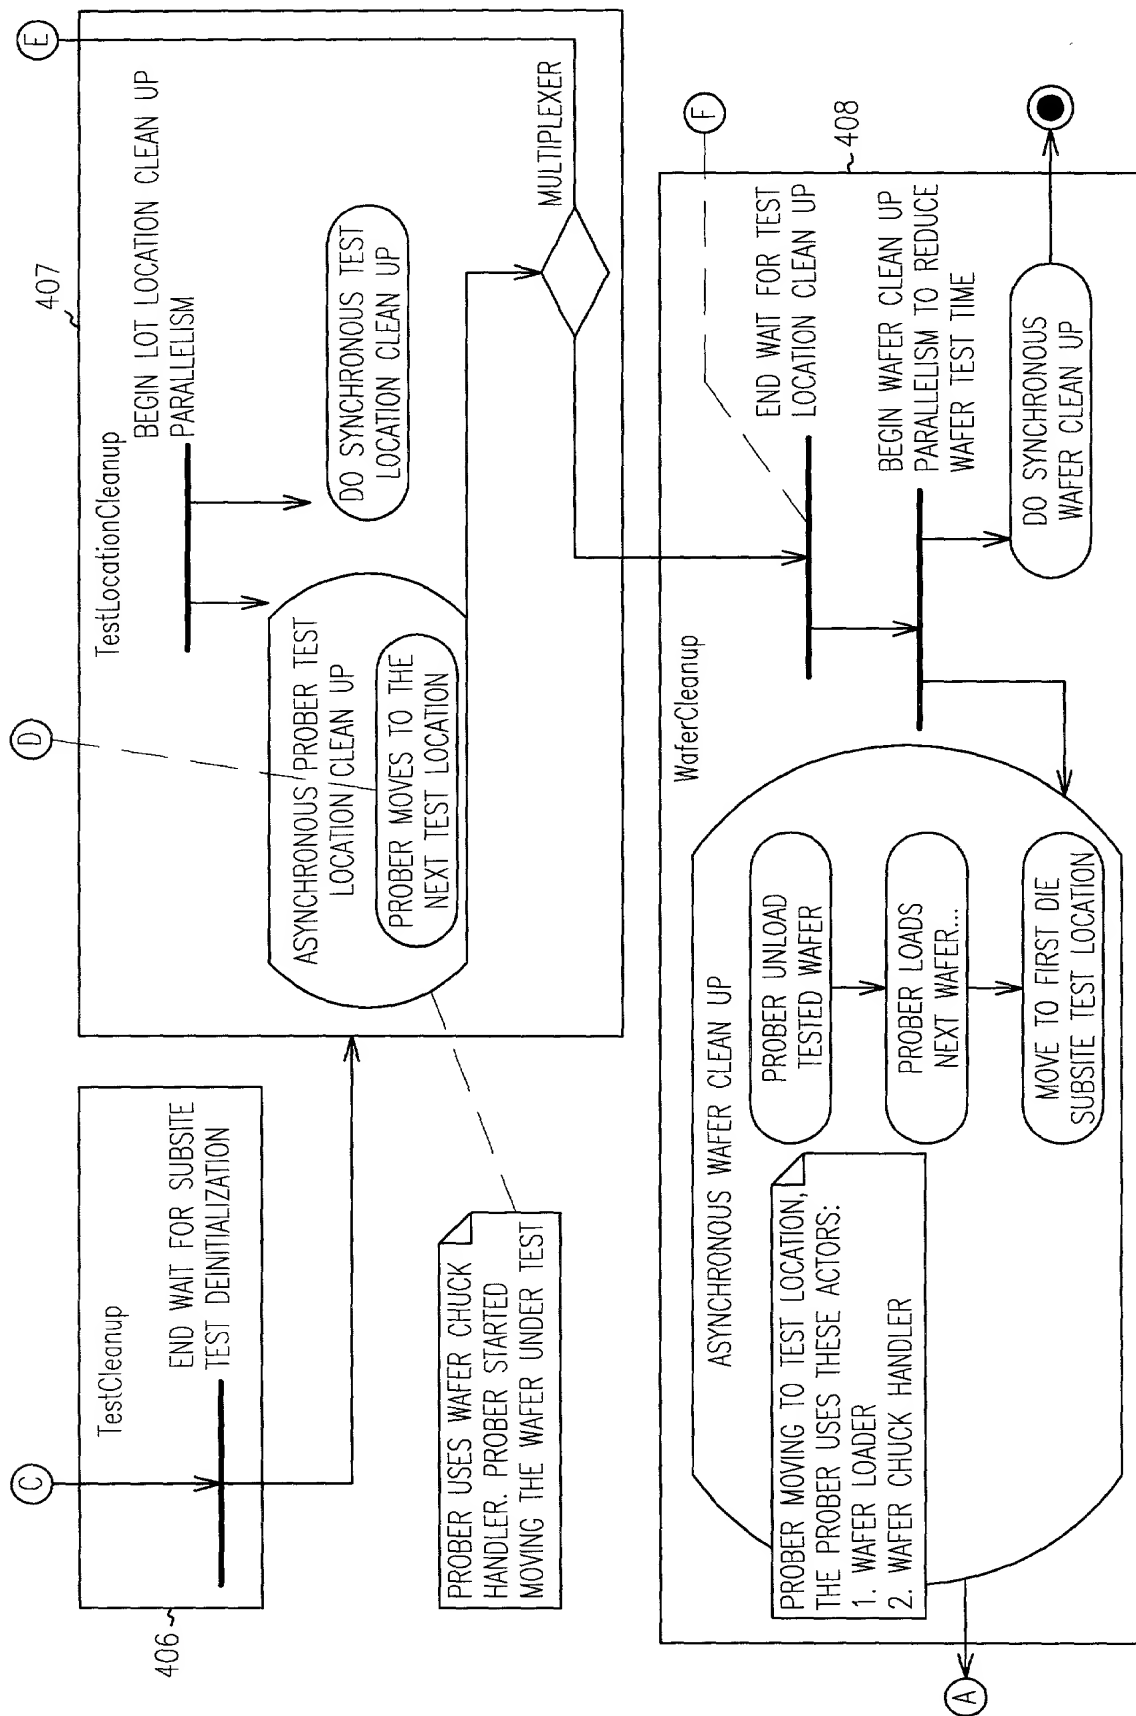 C
TestCleanup
END WAIT FOR SUBSITE
TEST DEINITIALIZATION
406
D
E
407
TestLocationCleanup
BEGIN LOT LOCATION CLEAN UP
PARALLELISM
ASYNCHRONOUS PROBER TEST
LOCATION/CLEAN UP
PROBER MOVES TO THE
NEXT TEST LOCATION
DO SYNCHRONOUS TEST
LOCATION CLEAN UP
MULTIPLEXER
PROBER USES WAFER CHUCK
HANDLER. PROBER STARTED
MOVING THE WAFER UNDER TEST
WaferCleanup
F
408
END WAIT FOR TEST
LOCATION CLEAN UP
BEGIN WAFER CLEAN UP
PARALLELISM TO REDUCE
WAFER TEST TIME
DO SYNCHRONOUS
WAFER CLEAN UP
ASYNCHRONOUS WAFER CLEAN UP
PROBER UNLOAD
TESTED WAFER
PROBER LOADS
NEXT WAFER...
MOVE TO FIRST DIE
SUBSITE TEST LOCATION
PROBER MOVING TO TEST LOCATION,
THE PROBER USES THESE ACTORS:
1. WAFER LOADER
2. WAFER CHUCK HANDLER
A